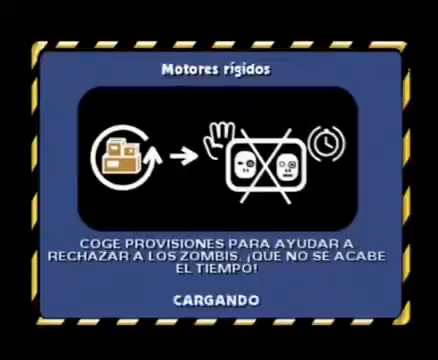 Motores rígidos
COGE PROVISIONES PARA AYUDAR A
RECHAZAR A LOS ZOMBIS. ¡QUE NO SE ACABE
EL TIEMPO!
CARGANDO